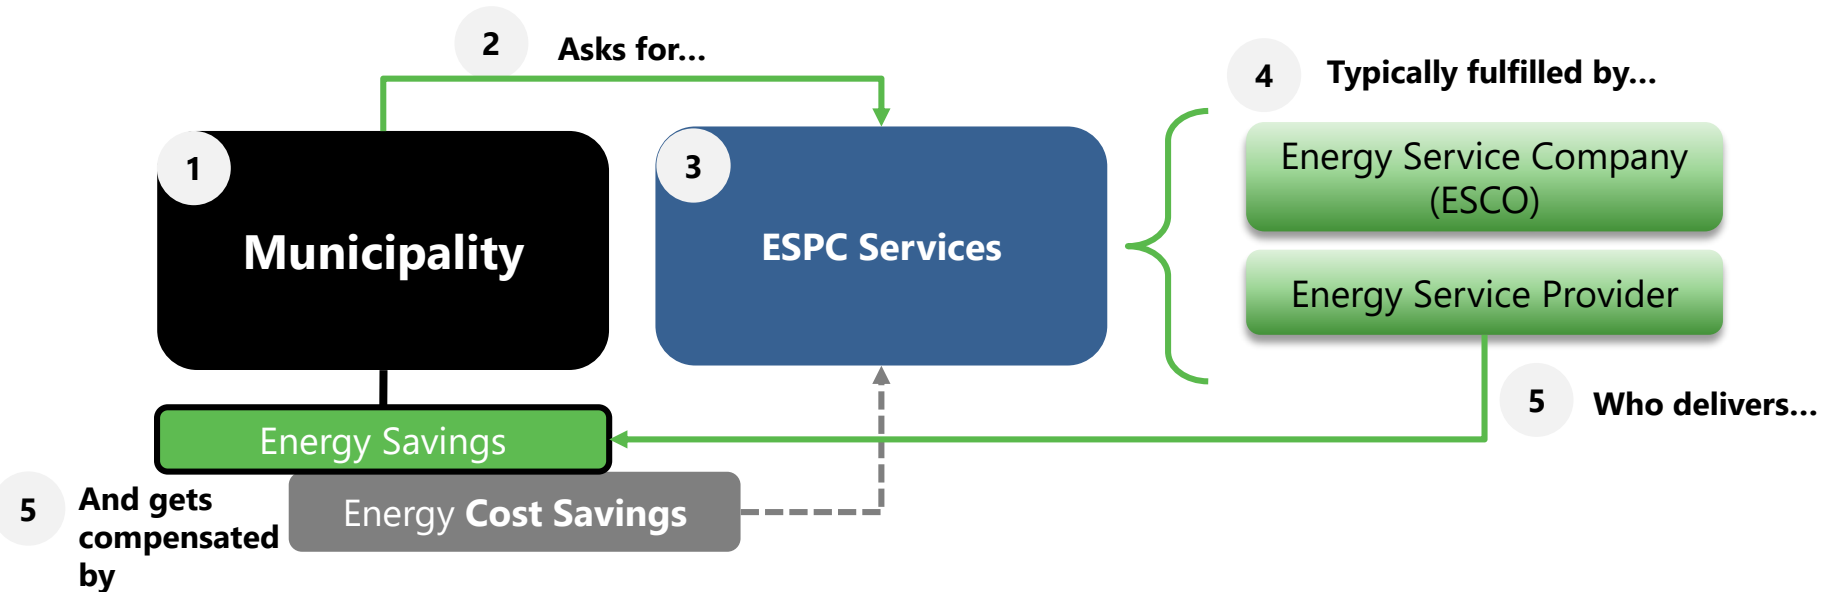 2
Asks for...
4
Typically fulfilled by...
1
Municipality
3
ESPC Services
Energy Service Company
(ESCO)
Energy Service Provider
5
Who delivers...
Energy Savings
5
And gets
compensated
by
Energy Cost Savings